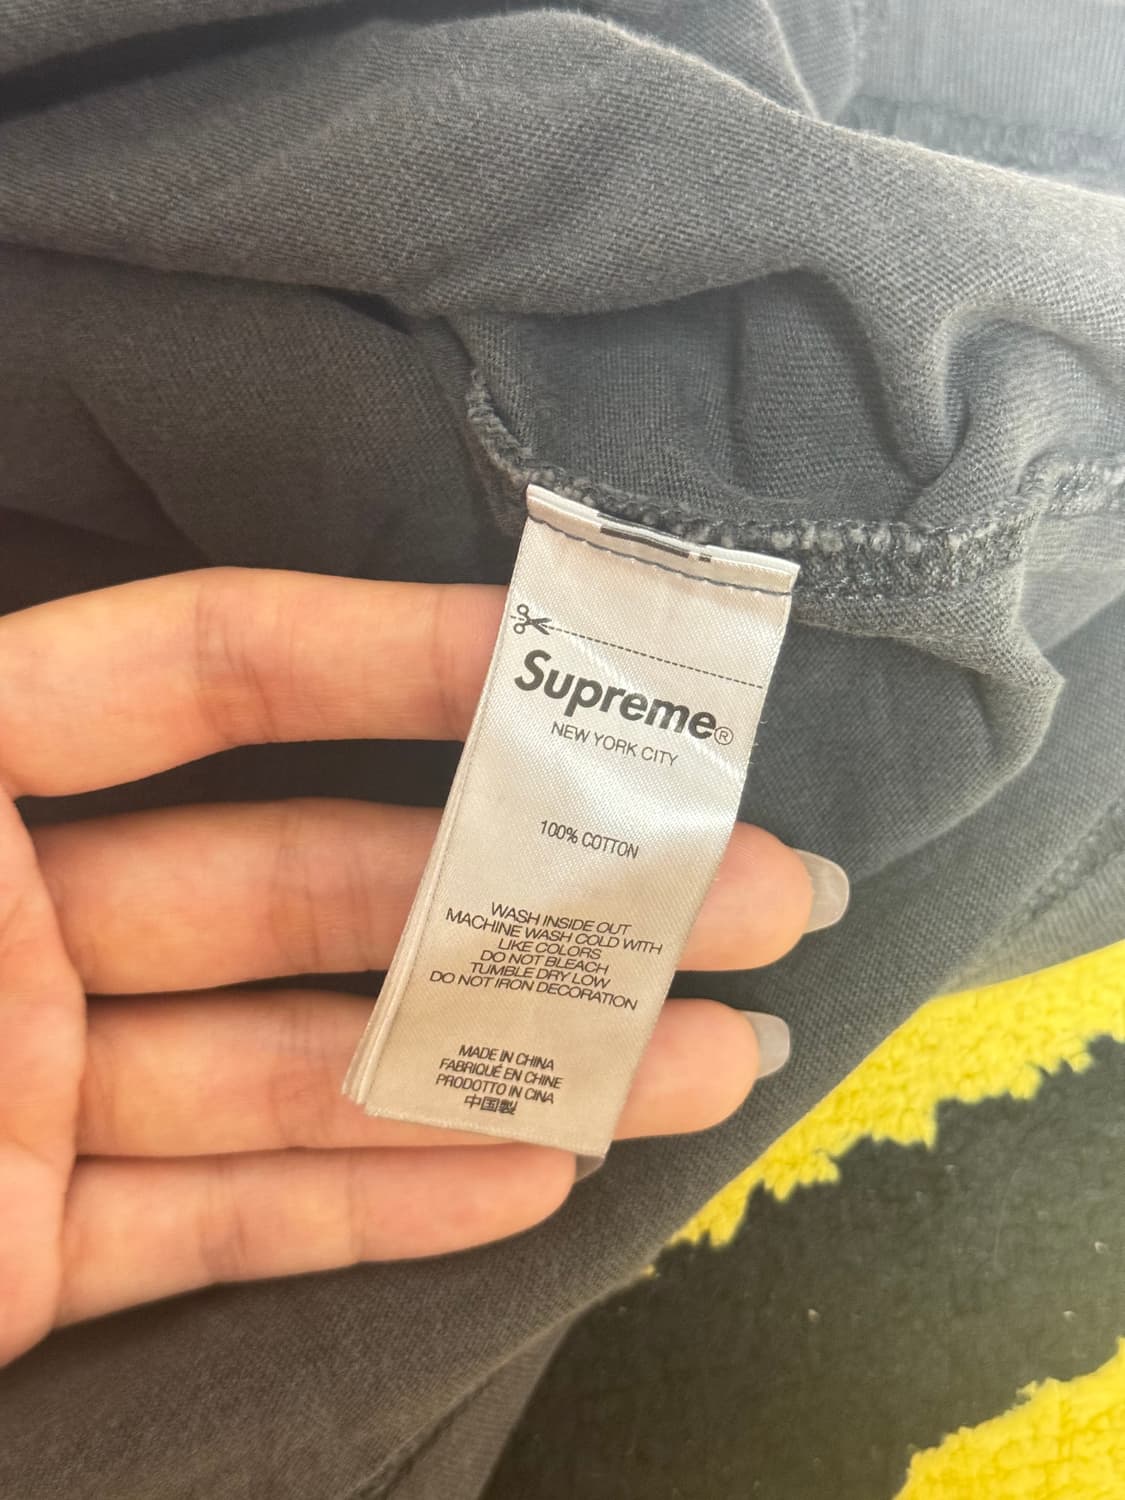 Supreme®
NEW YORK CITY
100% COTTON
WASH INSIDE OUT
MACHINE WASH COLD WITH
LIKE COLORS
DO NOT BLEACH
TUMBLE DRY LOW
DO NOT IRON DECORATION
MADE IN CHINA
FABRIQUÉ EN CHINE
PRODOTTO IN CINA
中国製